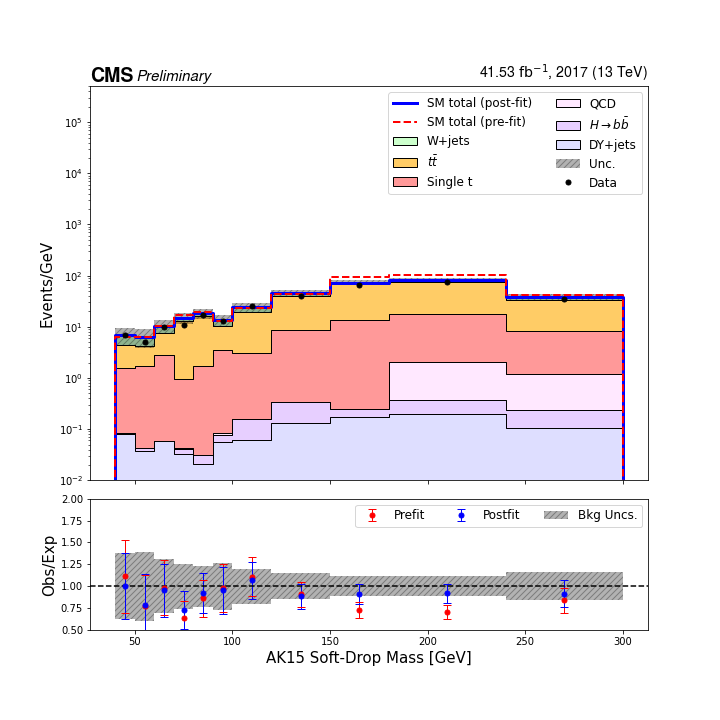 CMS Preliminary 41.53 fb⁻¹, 2017 (13 TeV)
SM total (post-fit)
SM total (pre-fit)
W+jets
tt̄
Single t
QCD
H→bb̄
DY+jets
Unc.
Data
Events/GeV
10⁵
10⁴
10³
10²
10¹
10⁰
10⁻¹
10⁻²
Prefit Postfit Bkg Uncs.
Obs/Exp
2.00
1.75
1.50
1.25
1.00
0.75
0.50
50 100 150 200 250 300
AK15 Soft-Drop Mass [GeV]